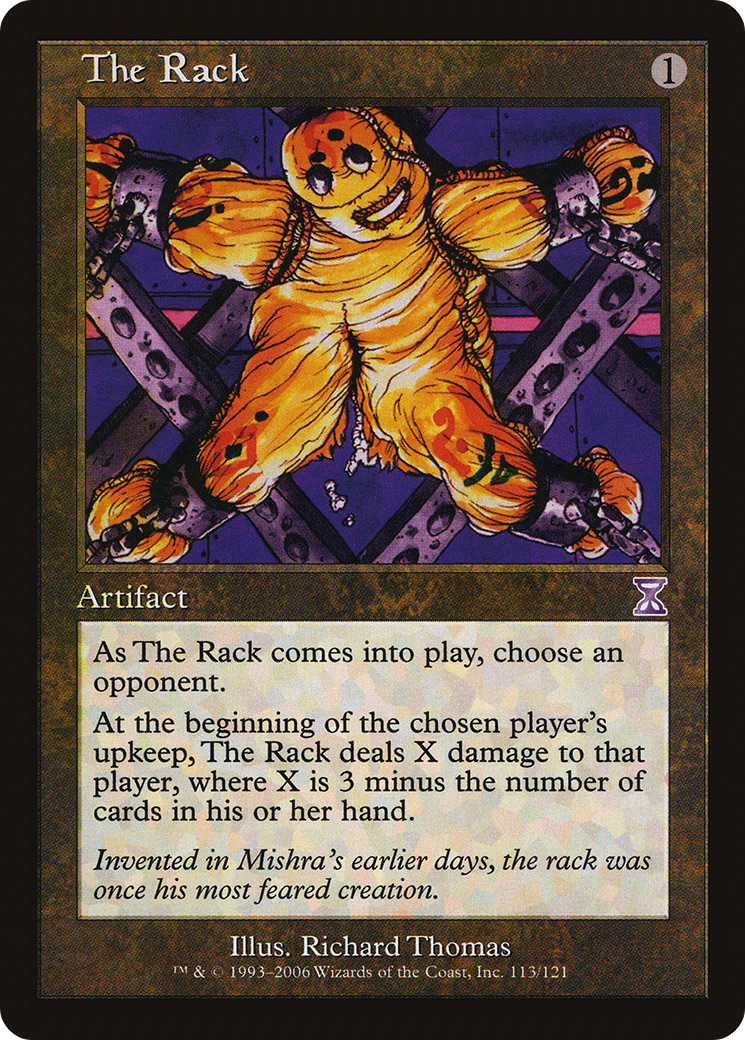 The Rack 1
Artifact
As The Rack comes into play, choose an
opponent.
At the beginning of the chosen player's
upkeep, The Rack deals X damage to that
player, where X is 3 minus the number of
cards in his or her hand.
Invented in Mishra's earlier days, the rack was
once his most feared creation.
Illus. Richard Thomas
™ & © 1993–2006 Wizards of the Coast, Inc. 113/121